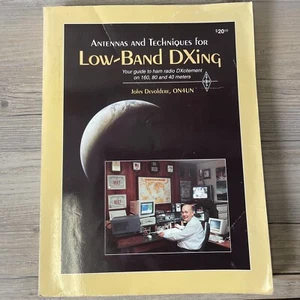 $20.00
Antennas and Techniques for
Low-Band DXing
Your guide to ham radio DXcitement
on 160, 80 and 40 meters
John Devoldere, ON4UN